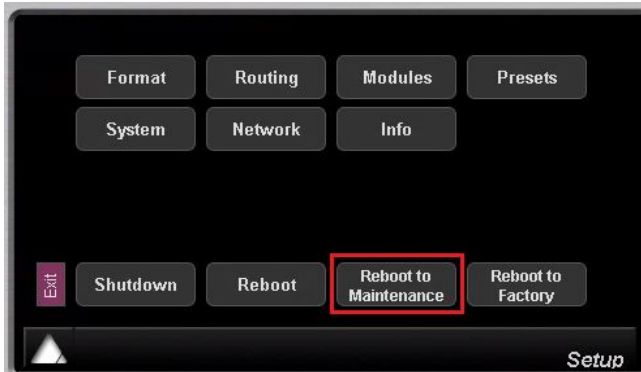 Format Routing Modules Presets
System Network Info
Exit Shutdown Reboot Reboot to Maintenance Reboot to Factory
Setup